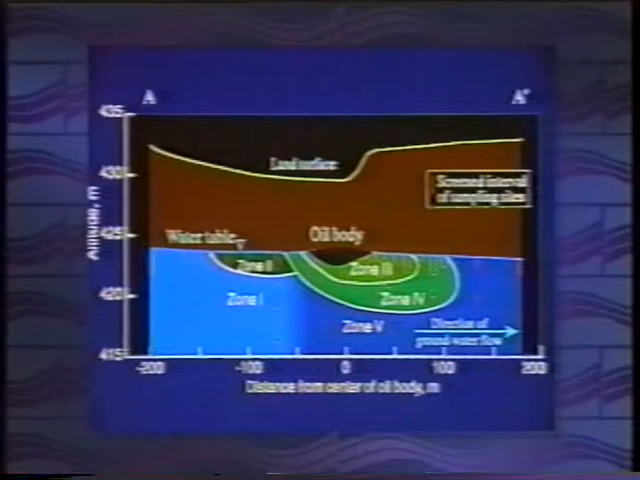 A A'
435
Land surface
430
Screened interval
of sampling sites
Altitude, m
425
Water table
Oil body
Zone II
Zone III
420
Zone I
Zone IV
Zone V
Direction of
ground-water flow
415
-200 -100 0 100 200
Distance from center of oil body, m